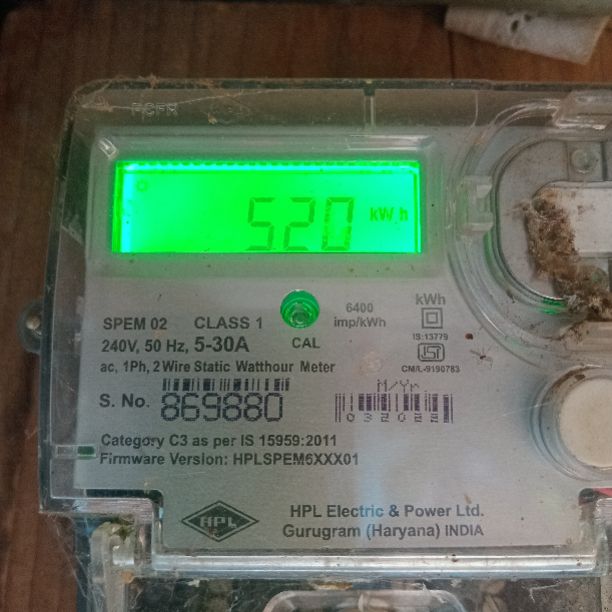 520 kWh
SPEM 02 CLASS 1
240V, 50 Hz, 5-30A
CAL
6400
imp/kWh
kWh
IS:13779
ISI
CM/L-9190783
ac, 1Ph, 2 Wire Static Watthour Meter
S. No. 869880
M/Yr
Category C3 as per IS 15959:2011
Firmware Version: HPLSPEM6XXX01
HPL
HPL Electric & Power Ltd.
Gurugram (Haryana) INDIA